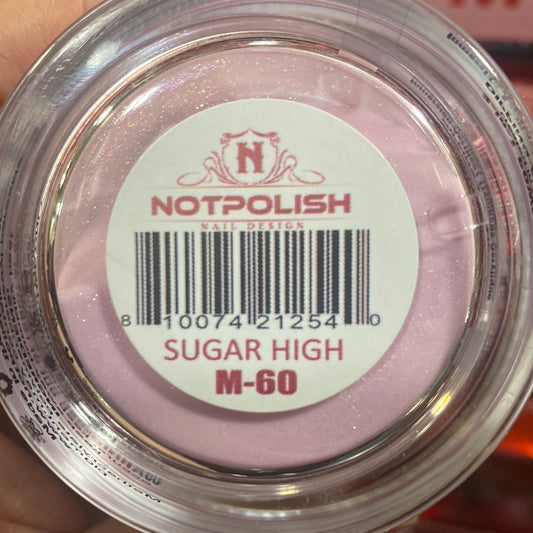 N
NOTPOLISH
NAIL DESIGN
8 10074 21254 0
SUGAR HIGH
M-60